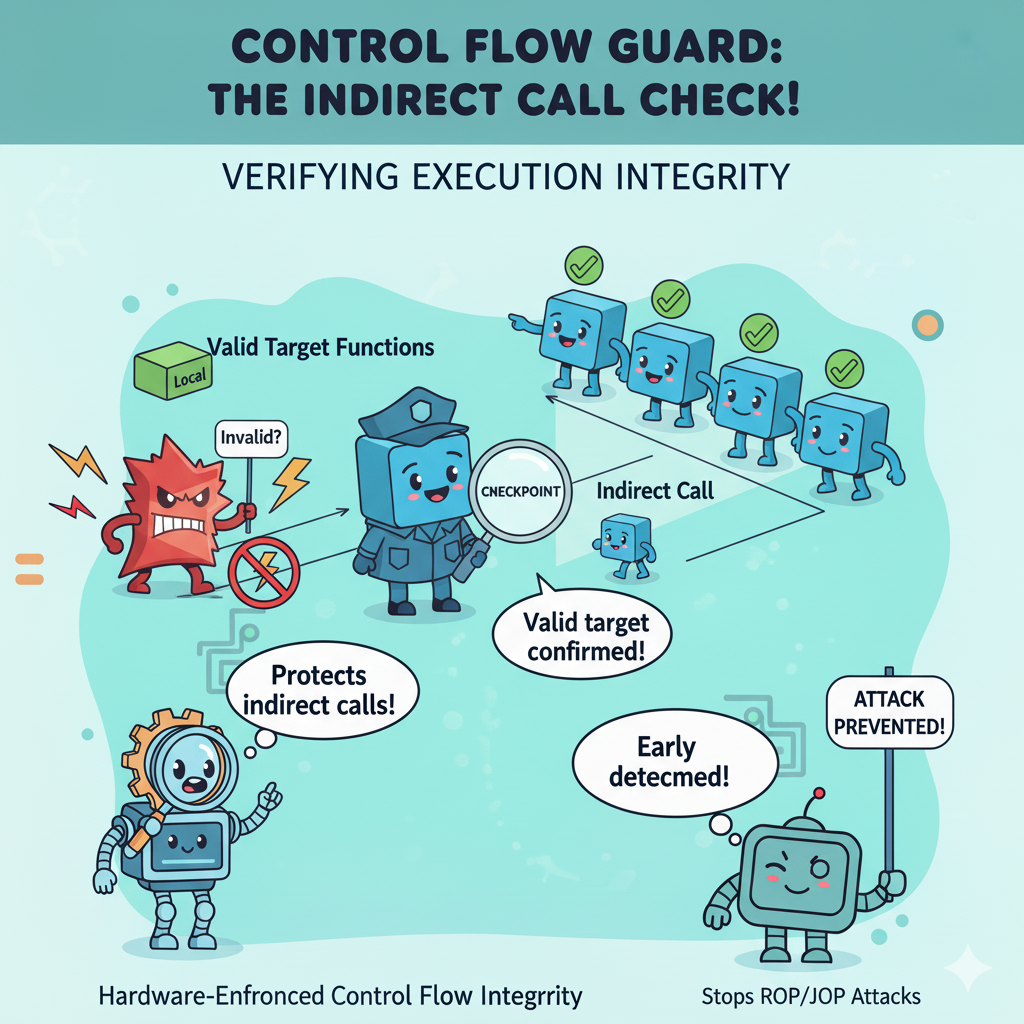 CONTROL FLOW GUARD:
THE INDIRECT CALL CHECK!
VERIFYING EXECUTION INTEGRITY
Valid Target Functions
Local
Invalid?
CNECKPOINT
Indirect Call
Valid target
confirmed!
Protects
indirect calls!
ATTACK
PREVENTED!
Early
detecmed!
Hardware-Enfronced Control Flow Integrrity
Stops ROP/JOP Attacks